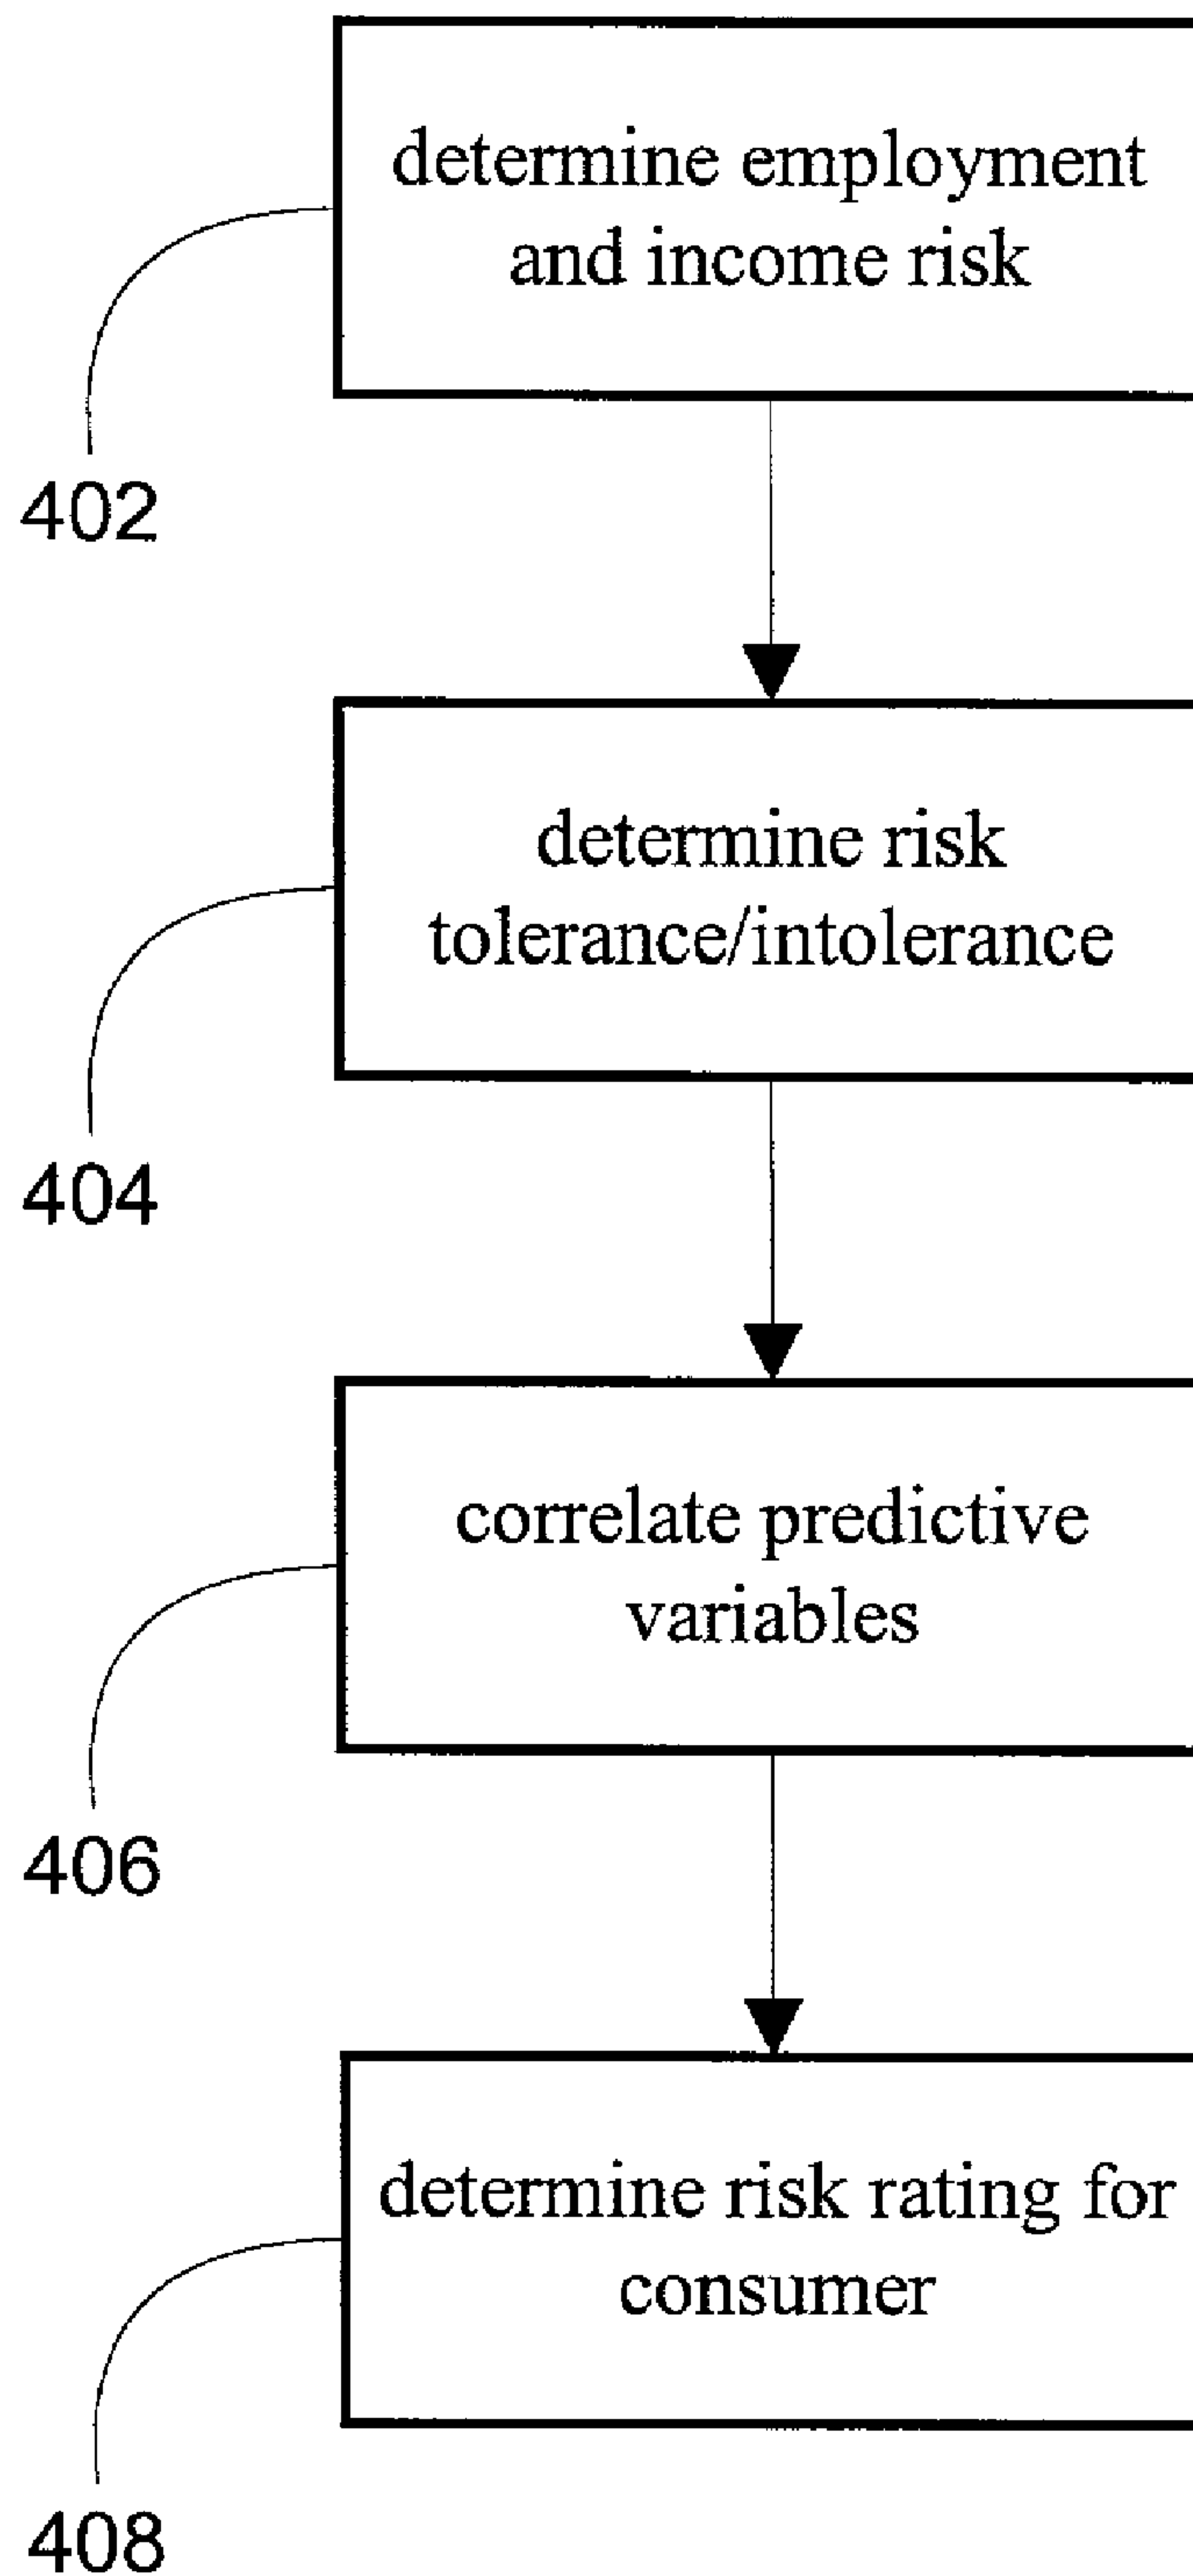 determine employment
and income risk
402
determine risk
tolerance/intolerance
404
correlate predictive
variables
406
determine risk rating for
consumer
408